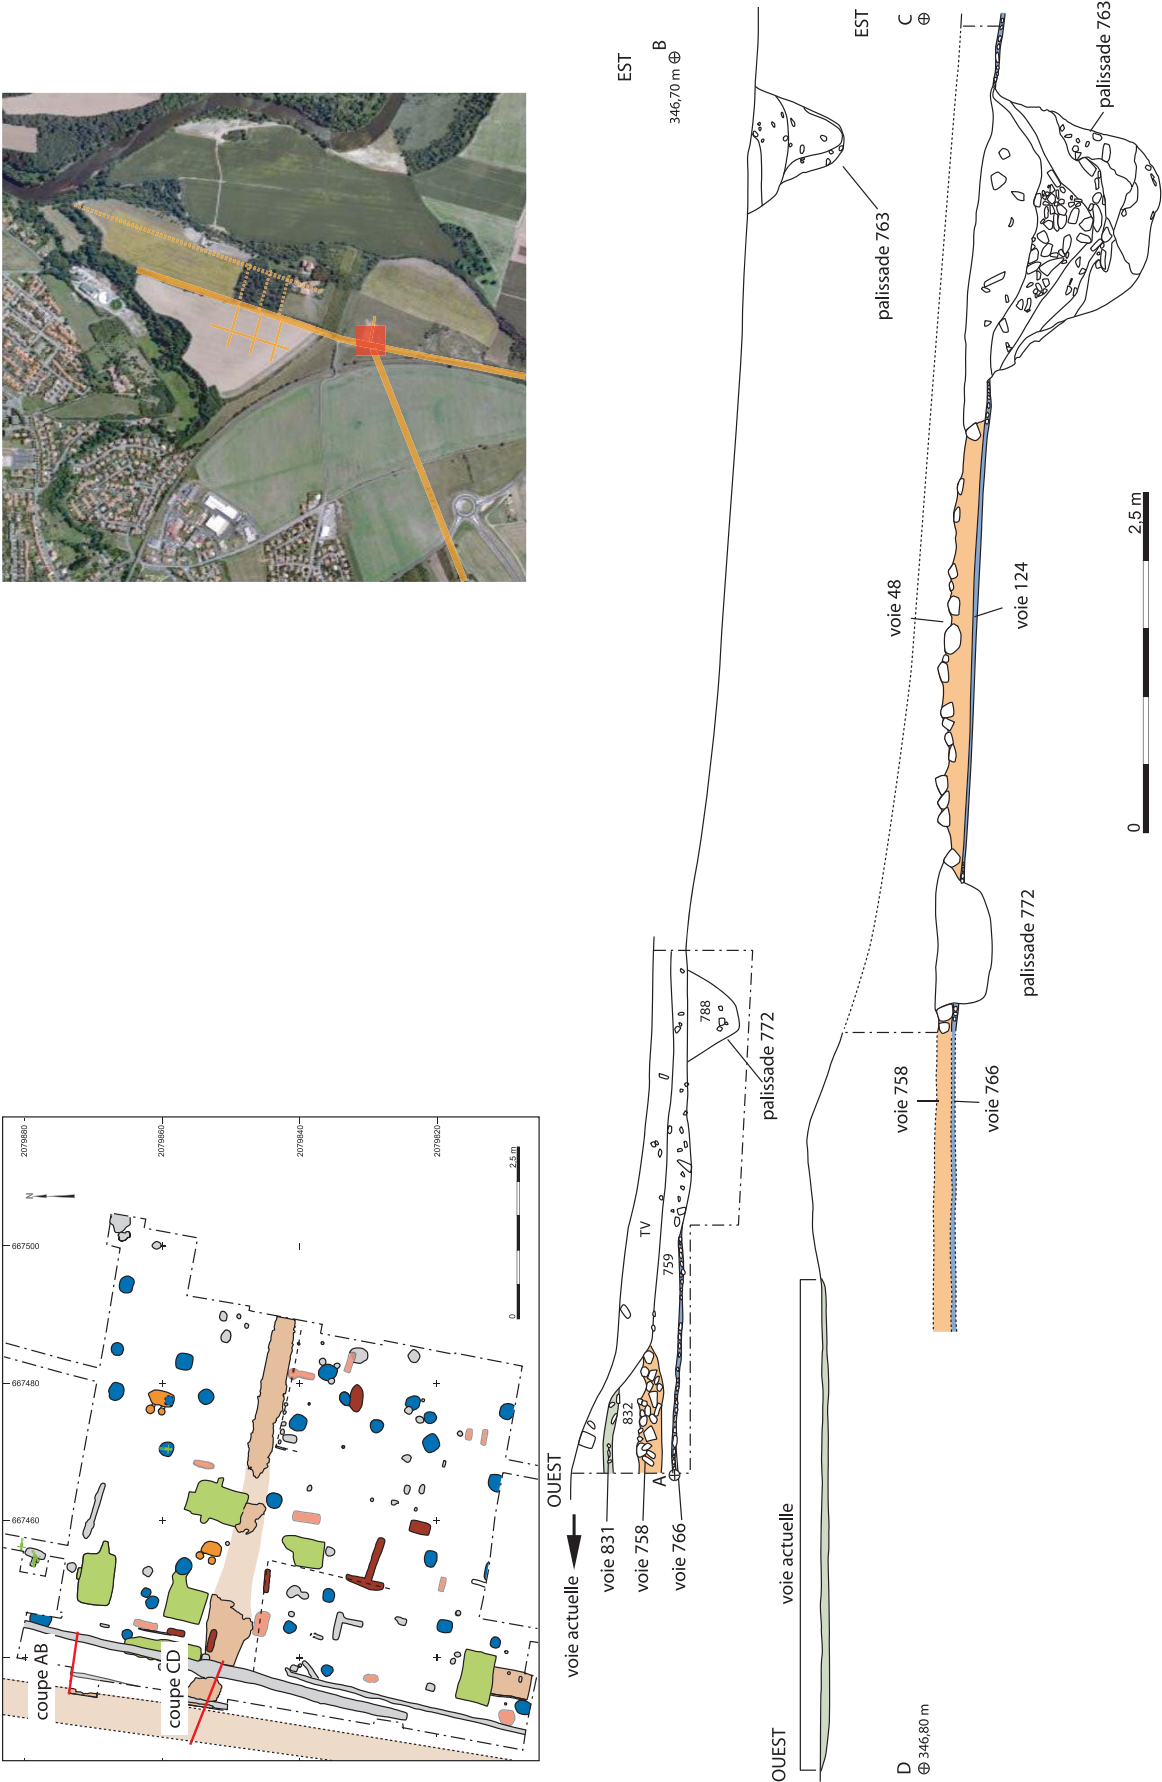 2079880
2079860
2079840
2079820
N
667500
667480
667460
2,5 m
0
coupe AB
coupe CD
EST
B
346,70 m
palissade 763
OUEST
voie actuelle
A
voie 831
voie 758
voie 766
832
TV
759
788
palissade 772
EST
C
palissade 763
voie 48
voie 124
palissade 772
voie 758
voie 766
voie actuelle
OUEST
D
346,80 m
0
2,5 m